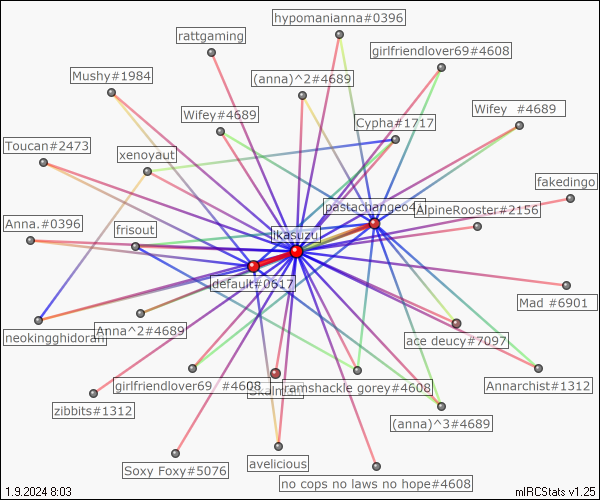 hypomanianna#0396
rattgaming
girlfriendlover69#4608
Mushy#1984
(anna)^2#4689
Wifey#4689
Wifey #4689
Cypha#1717
Toucan#2473
xenoyaut
fakedingo
pastachangeo4
AlpineRooster#2156
Anna.#0396
frisout
IKasuzu
default#0617
Mad #6901
neokingghidorah
Anna^2#4689
ace deucy#7097
girlfriendlover69 #4608
ramshackle gorey#4608
Annarchist#1312
zibbits#1312
(anna)^3#4689
Soxy Foxy#5076
avelicious
no cops no laws no hope#4608
1.9.2024 8:03
mIRCStats v1.25